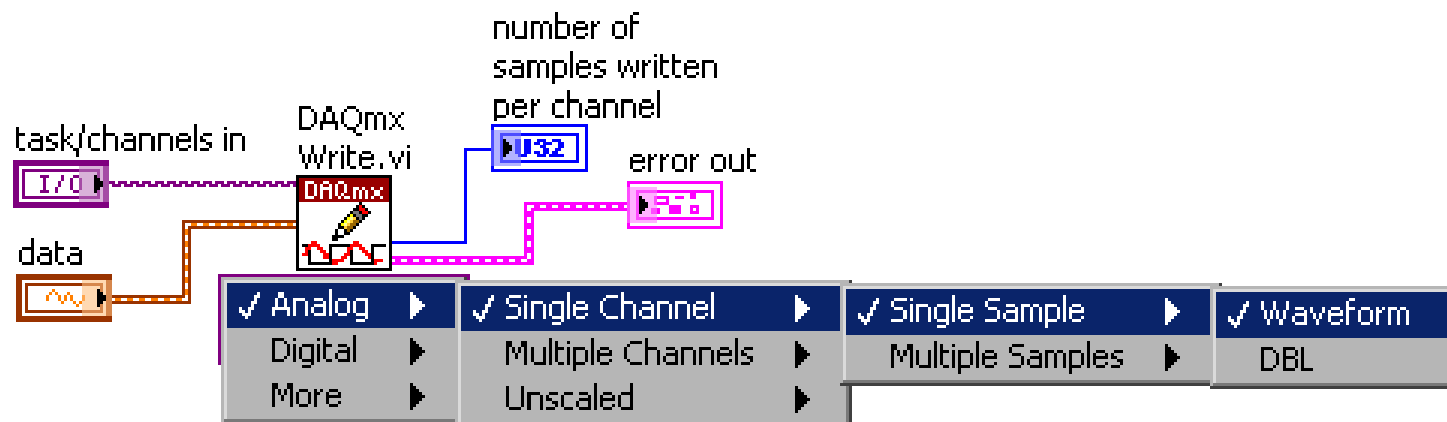 number of
samples written
per channel
DAQmx
Write.vi
task/channels in
U32
error out
I/O
DAQmx
data
✓ Analog
Digital
More
✓ Single Channel
Multiple Channels
Unscaled
✓ Single Sample
Multiple Samples
✓ Waveform
DBL